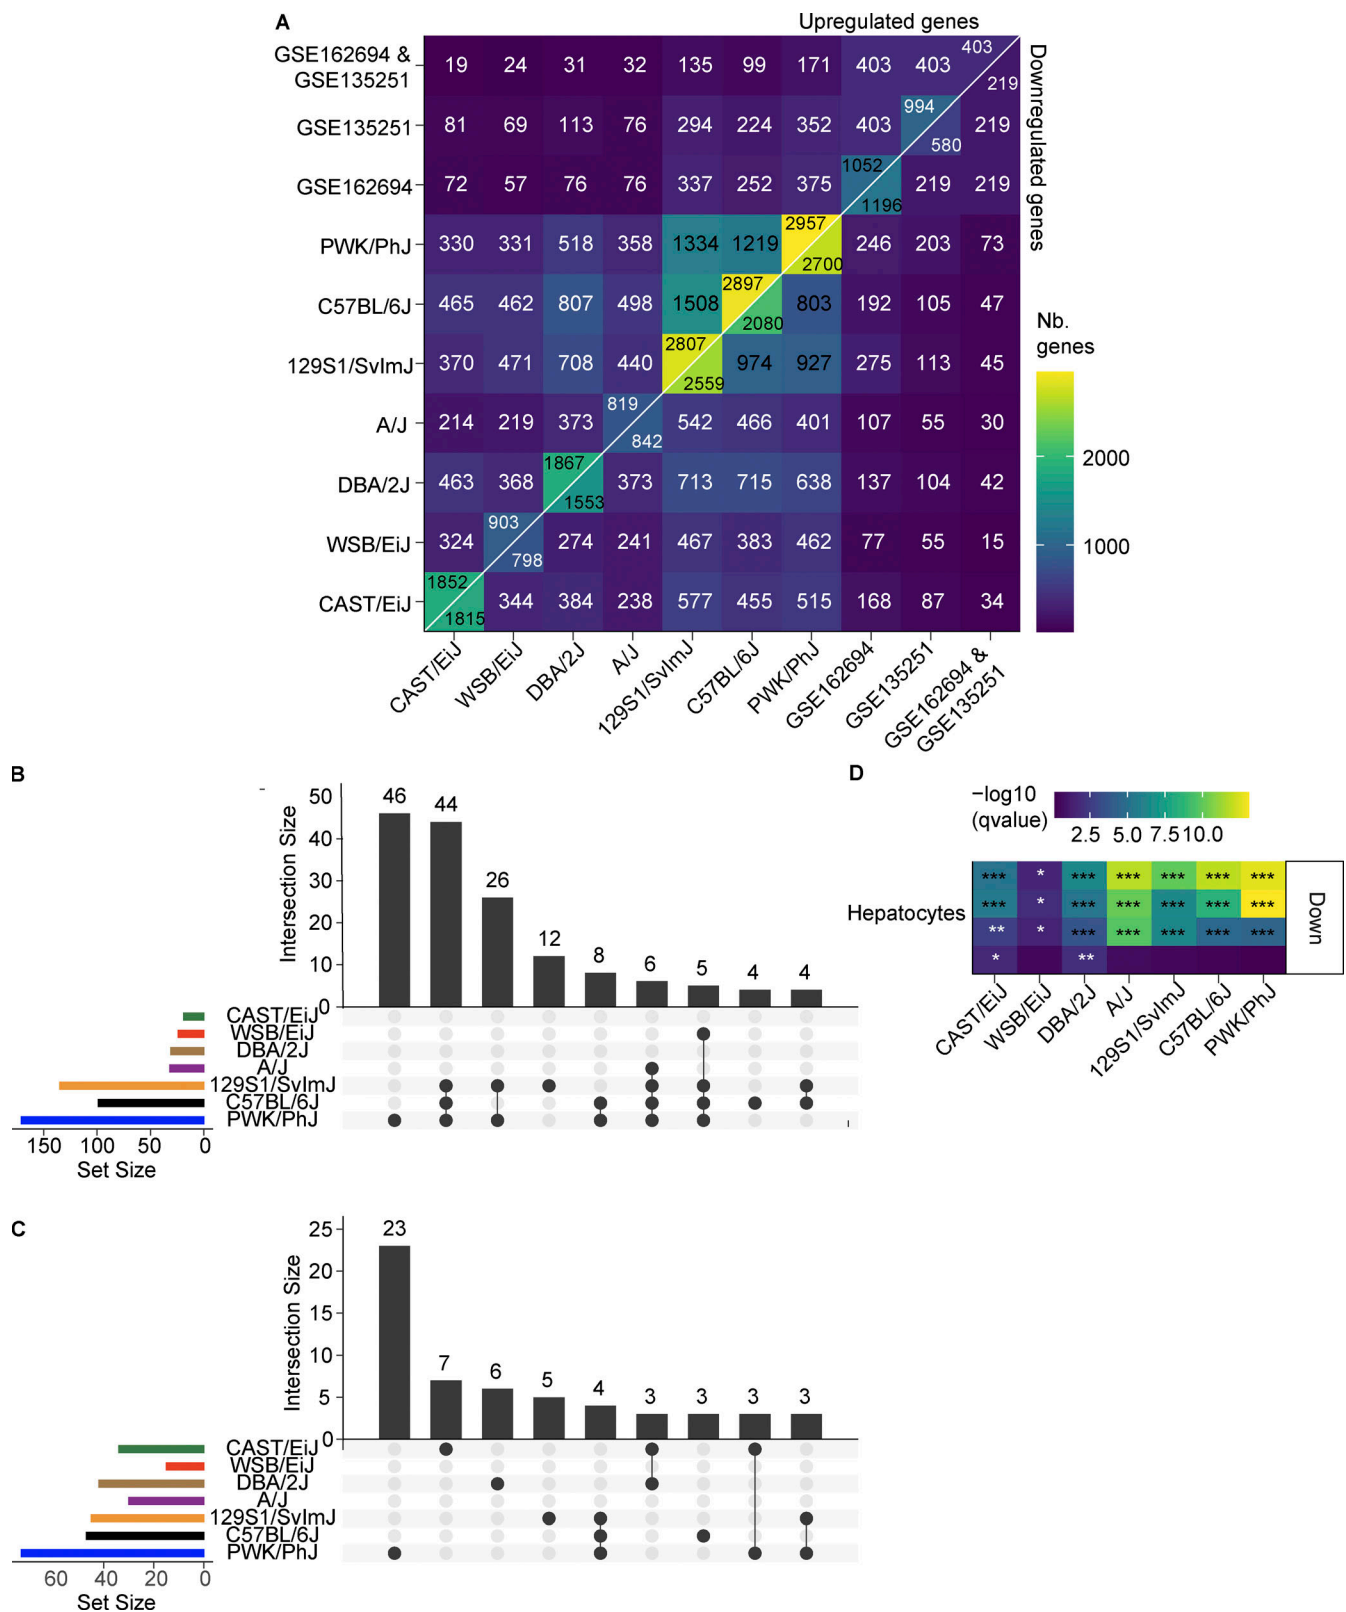 A
Upregulated genes
Downregulated genes
GSE162694 &
GSE135251
19 24 31 32 135 99 171 403 403 403 219
GSE135251 81 69 113 76 294 224 352 403 994 580 219
GSE162694 72 57 76 76 337 252 375 1052 1196 219 219
PWK/PhJ 330 331 518 358 1334 1219 2957 2700 246 203 73
C57BL/6J 465 462 807 498 1508 2897 2080 803 192 105 47
129S1/SvImJ 370 471 708 440 2807 2559 974 927 275 113 45
A/J 214 219 373 819 842 542 466 401 107 55 30
DBA/2J 463 368 1867 1553 373 713 715 638 137 104 42
WSB/EiJ 324 903 798 274 241 467 383 462 77 55 15
CAST/EiJ 1852 1815 344 384 238 577 455 515 168 87 34
CAST/EiJ
WSB/EiJ
DBA/2J
A/J
129S1/SvImJ
C57BL/6J
PWK/PhJ
GSE162694
GSE135251
GSE162694 &
GSE135251
Nb.
genes
2000
1000
B
Intersection Size
50
40
30
20
10
0
46 44 26 12 8 6 5 4 4
CAST/EiJ
WSB/EiJ
DBA/2J
A/J
129S1/SvImJ
C57BL/6J
PWK/PhJ
150 100 50 0
Set Size
D
−log10
(qvalue)
2.5 5.0 7.5 10.0
Hepatocytes
*** * *** *** *** *** ***
*** * *** *** *** *** ***
** * *** *** *** *** ***
* **
Down
CAST/EiJ
WSB/EiJ
DBA/2J
A/J
129S1/SvImJ
C57BL/6J
PWK/PhJ
C
Intersection Size
25
20
15
10
5
0
23 7 6 5 4 3 3 3 3
CAST/EiJ
WSB/EiJ
DBA/2J
A/J
129S1/SvImJ
C57BL/6J
PWK/PhJ
60 40 20 0
Set Size